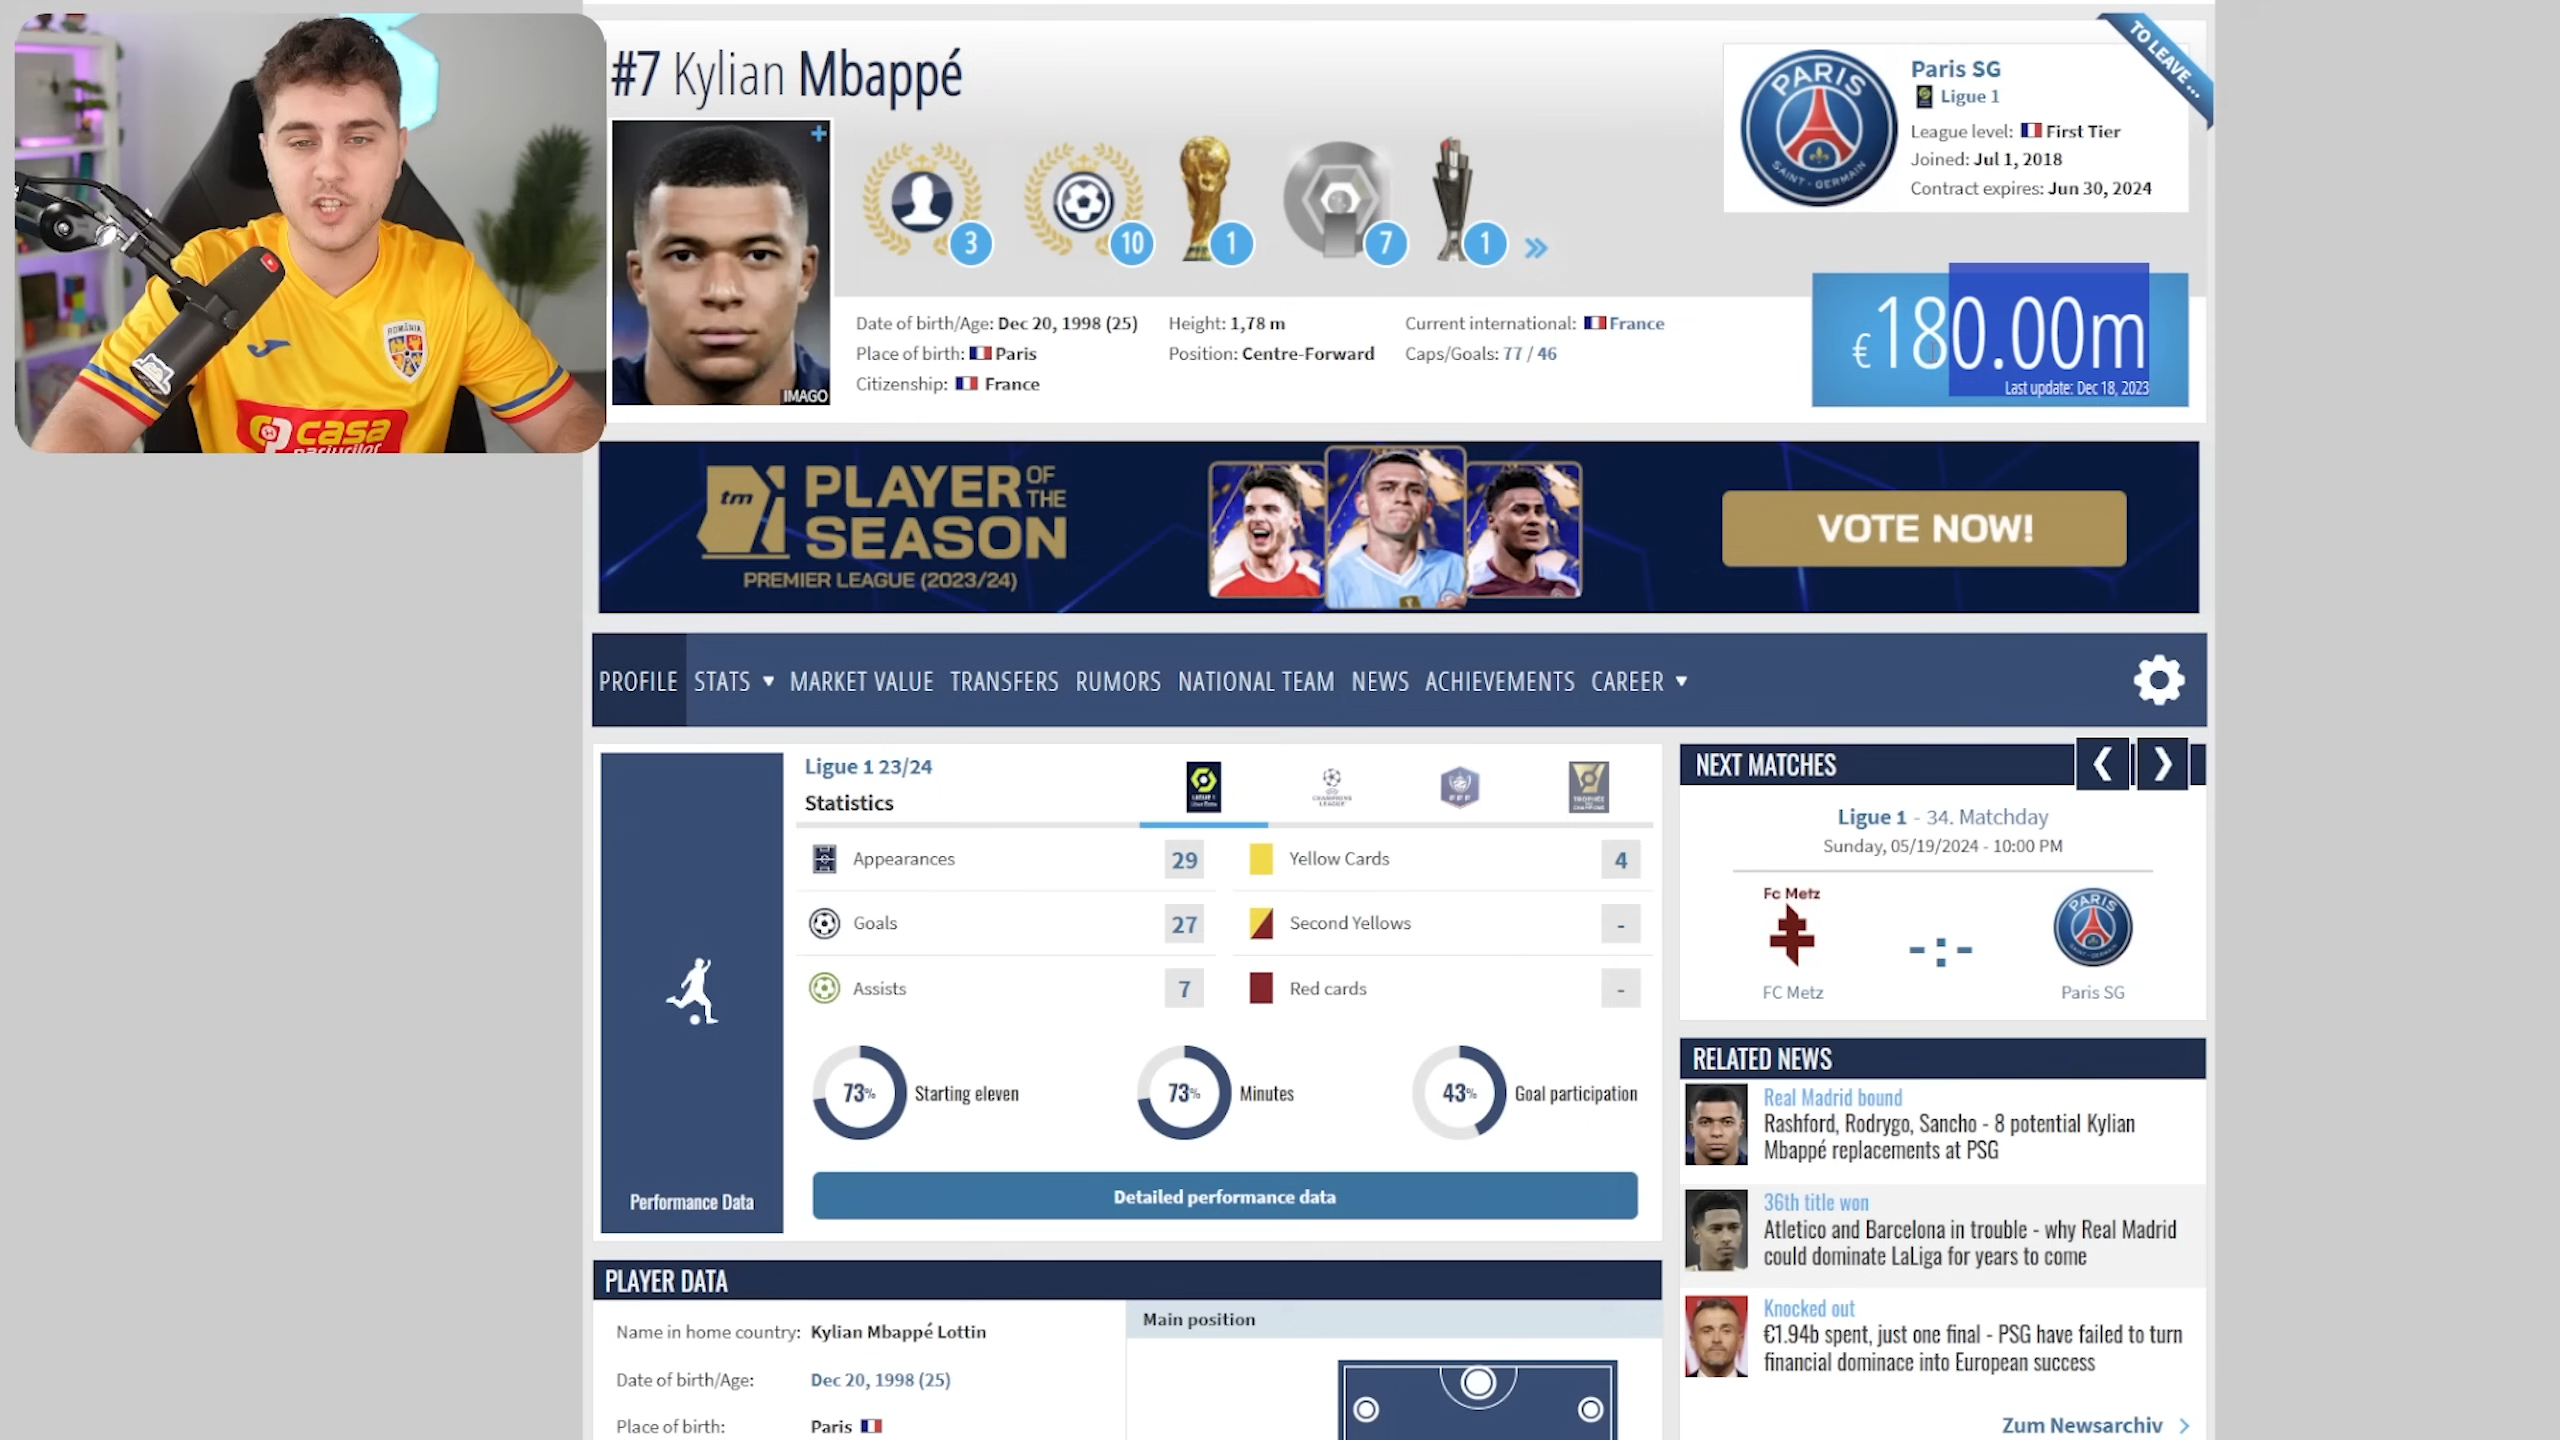 #7 Kylian Mbappé
TO LEAVE ...
PARIS
SAINT-GERMAIN
Paris SG
Ligue 1
League level: First Tier
Joined: Jul 1, 2018
Contract expires: Jun 30, 2024
+
3
10
1
7
1
»
IMAGO
Date of birth/Age: Dec 20, 1998 (25)
Place of birth: Paris
Citizenship: France
Height: 1,78 m
Position: Centre-Forward
Current international: France
Caps/Goals: 77 / 46
€180.00m
Last update: Dec 18, 2023
ROMÂNIA
casa
pariurilor
tm
PLAYER OF THE
SEASON
PREMIER LEAGUE (2023/24)
VOTE NOW!
PROFILE STATS MARKET VALUE TRANSFERS RUMORS NATIONAL TEAM NEWS ACHIEVEMENTS CAREER
Performance Data
Ligue 1 23/24
Statistics
CHAMPIONS
LEAGUE
FFF
Appearances 29
Yellow Cards 4
Goals 27
Second Yellows -
Assists 7
Red cards -
73% Starting eleven
73% Minutes
43% Goal participation
Detailed performance data
PLAYER DATA
Name in home country: Kylian Mbappé Lottin
Date of birth/Age: Dec 20, 1998 (25)
Place of birth: Paris
Main position
NEXT MATCHES
Ligue 1 - 34. Matchday
Sunday, 05/19/2024 - 10:00 PM
Fc Metz
PARIS
-:-
FC Metz
Paris SG
RELATED NEWS
Real Madrid bound
Rashford, Rodrygo, Sancho - 8 potential Kylian
Mbappé replacements at PSG
36th title won
Atletico and Barcelona in trouble - why Real Madrid
could dominate LaLiga for years to come
Knocked out
€1.94b spent, just one final - PSG have failed to turn
financial dominace into European success
Zum Newsarchiv